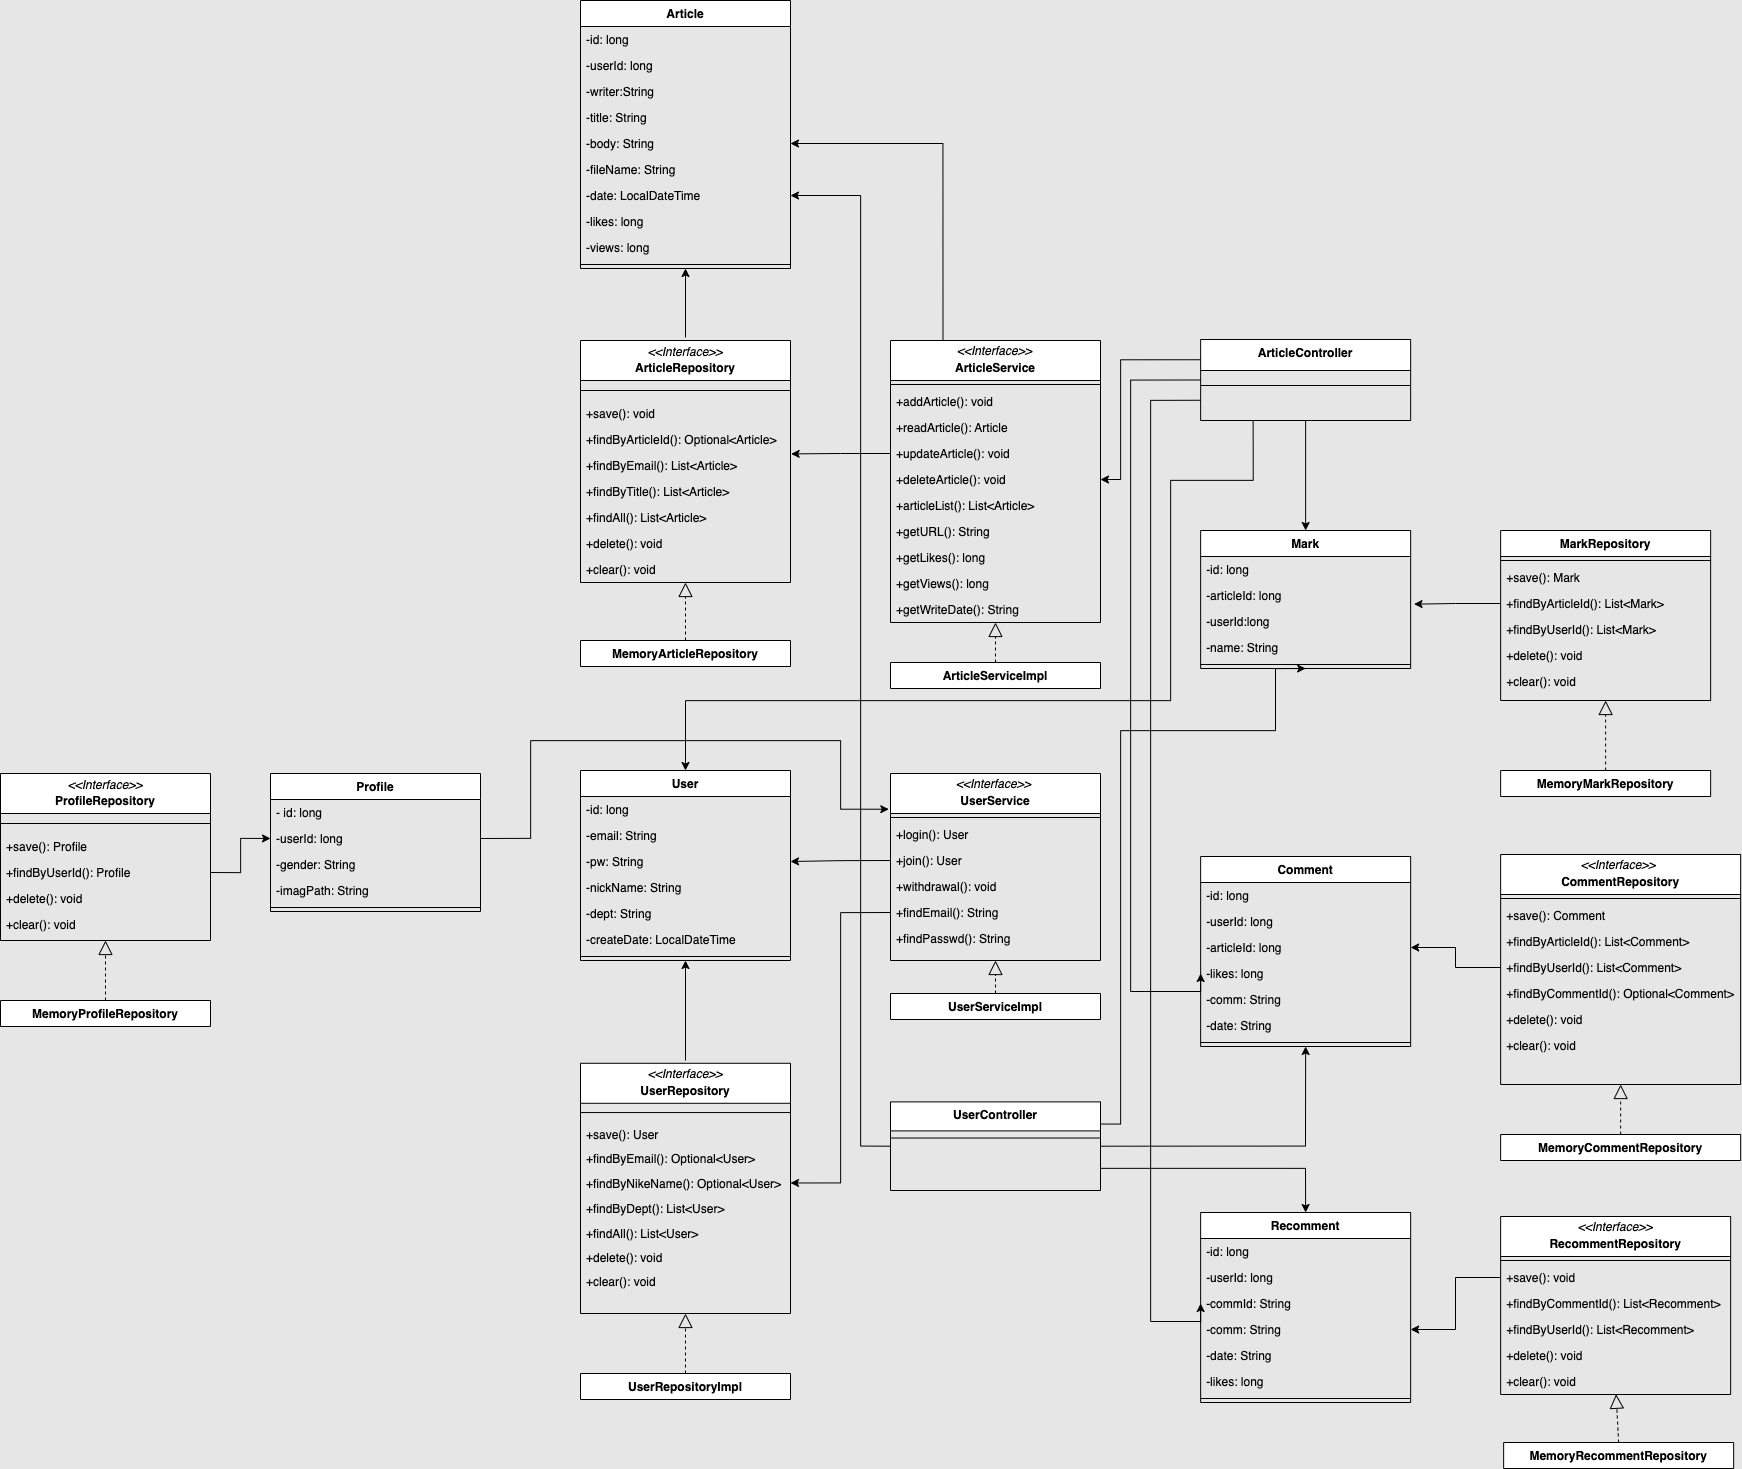 Article
-id: long
-userId: long
-writer:String
-title: String
-body: String
-fileName: String
-date: LocalDateTime
-likes: long
-views: long
<<Interface>>
ArticleRepository
+save(): void
+findByArticleId(): Optional<Article>
+findByEmail(): List<Article>
+findByTitle(): List<Article>
+findAll(): List<Article>
+delete(): void
+clear(): void
MemoryArticleRepository
<<Interface>>
ArticleService
+addArticle(): void
+readArticle(): Article
+updateArticle(): void
+deleteArticle(): void
+articleList(): List<Article>
+getURL(): String
+getLikes(): long
+getViews(): long
+getWriteDate(): String
ArticleServiceImpl
ArticleController
Mark
-id: long
-articleId: long
-userId:long
-name: String
MarkRepository
+save(): Mark
+findByArticleId(): List<Mark>
+findByUserId(): List<Mark>
+delete(): void
+clear(): void
MemoryMarkRepository
<<Interface>>
ProfileRepository
+save(): Profile
+findByUserId(): Profile
+delete(): void
+clear(): void
MemoryProfileRepository
Profile
- id: long
-userId: long
-gender: String
-imagPath: String
User
-id: long
-email: String
-pw: String
-nickName: String
-dept: String
-createDate: LocalDateTime
<<Interface>>
UserService
+login(): User
+join(): User
+withdrawal(): void
+findEmail(): String
+findPasswd(): String
UserServiceImpl
Comment
-id: long
-userId: long
-articleId: long
-likes: long
-comm: String
-date: String
<<Interface>>
CommentRepository
+save(): Comment
+findByArticleId(): List<Comment>
+findByUserId(): List<Comment>
+findByCommentId(): Optional<Comment>
+delete(): void
+clear(): void
MemoryCommentRepository
<<Interface>>
UserRepository
+save(): User
+findByEmail(): Optional<User>
+findByNikeName(): Optional<User>
+findByDept(): List<User>
+findAll(): List<User>
+delete(): void
+clear(): void
UserRepositoryImpl
UserController
Recomment
-id: long
-userId: long
-commId: String
-comm: String
-date: String
-likes: long
<<Interface>>
RecommentRepository
+save(): void
+findByCommentId(): List<Recomment>
+findByUserId(): List<Recomment>
+delete(): void
+clear(): void
MemoryRecommentRepository